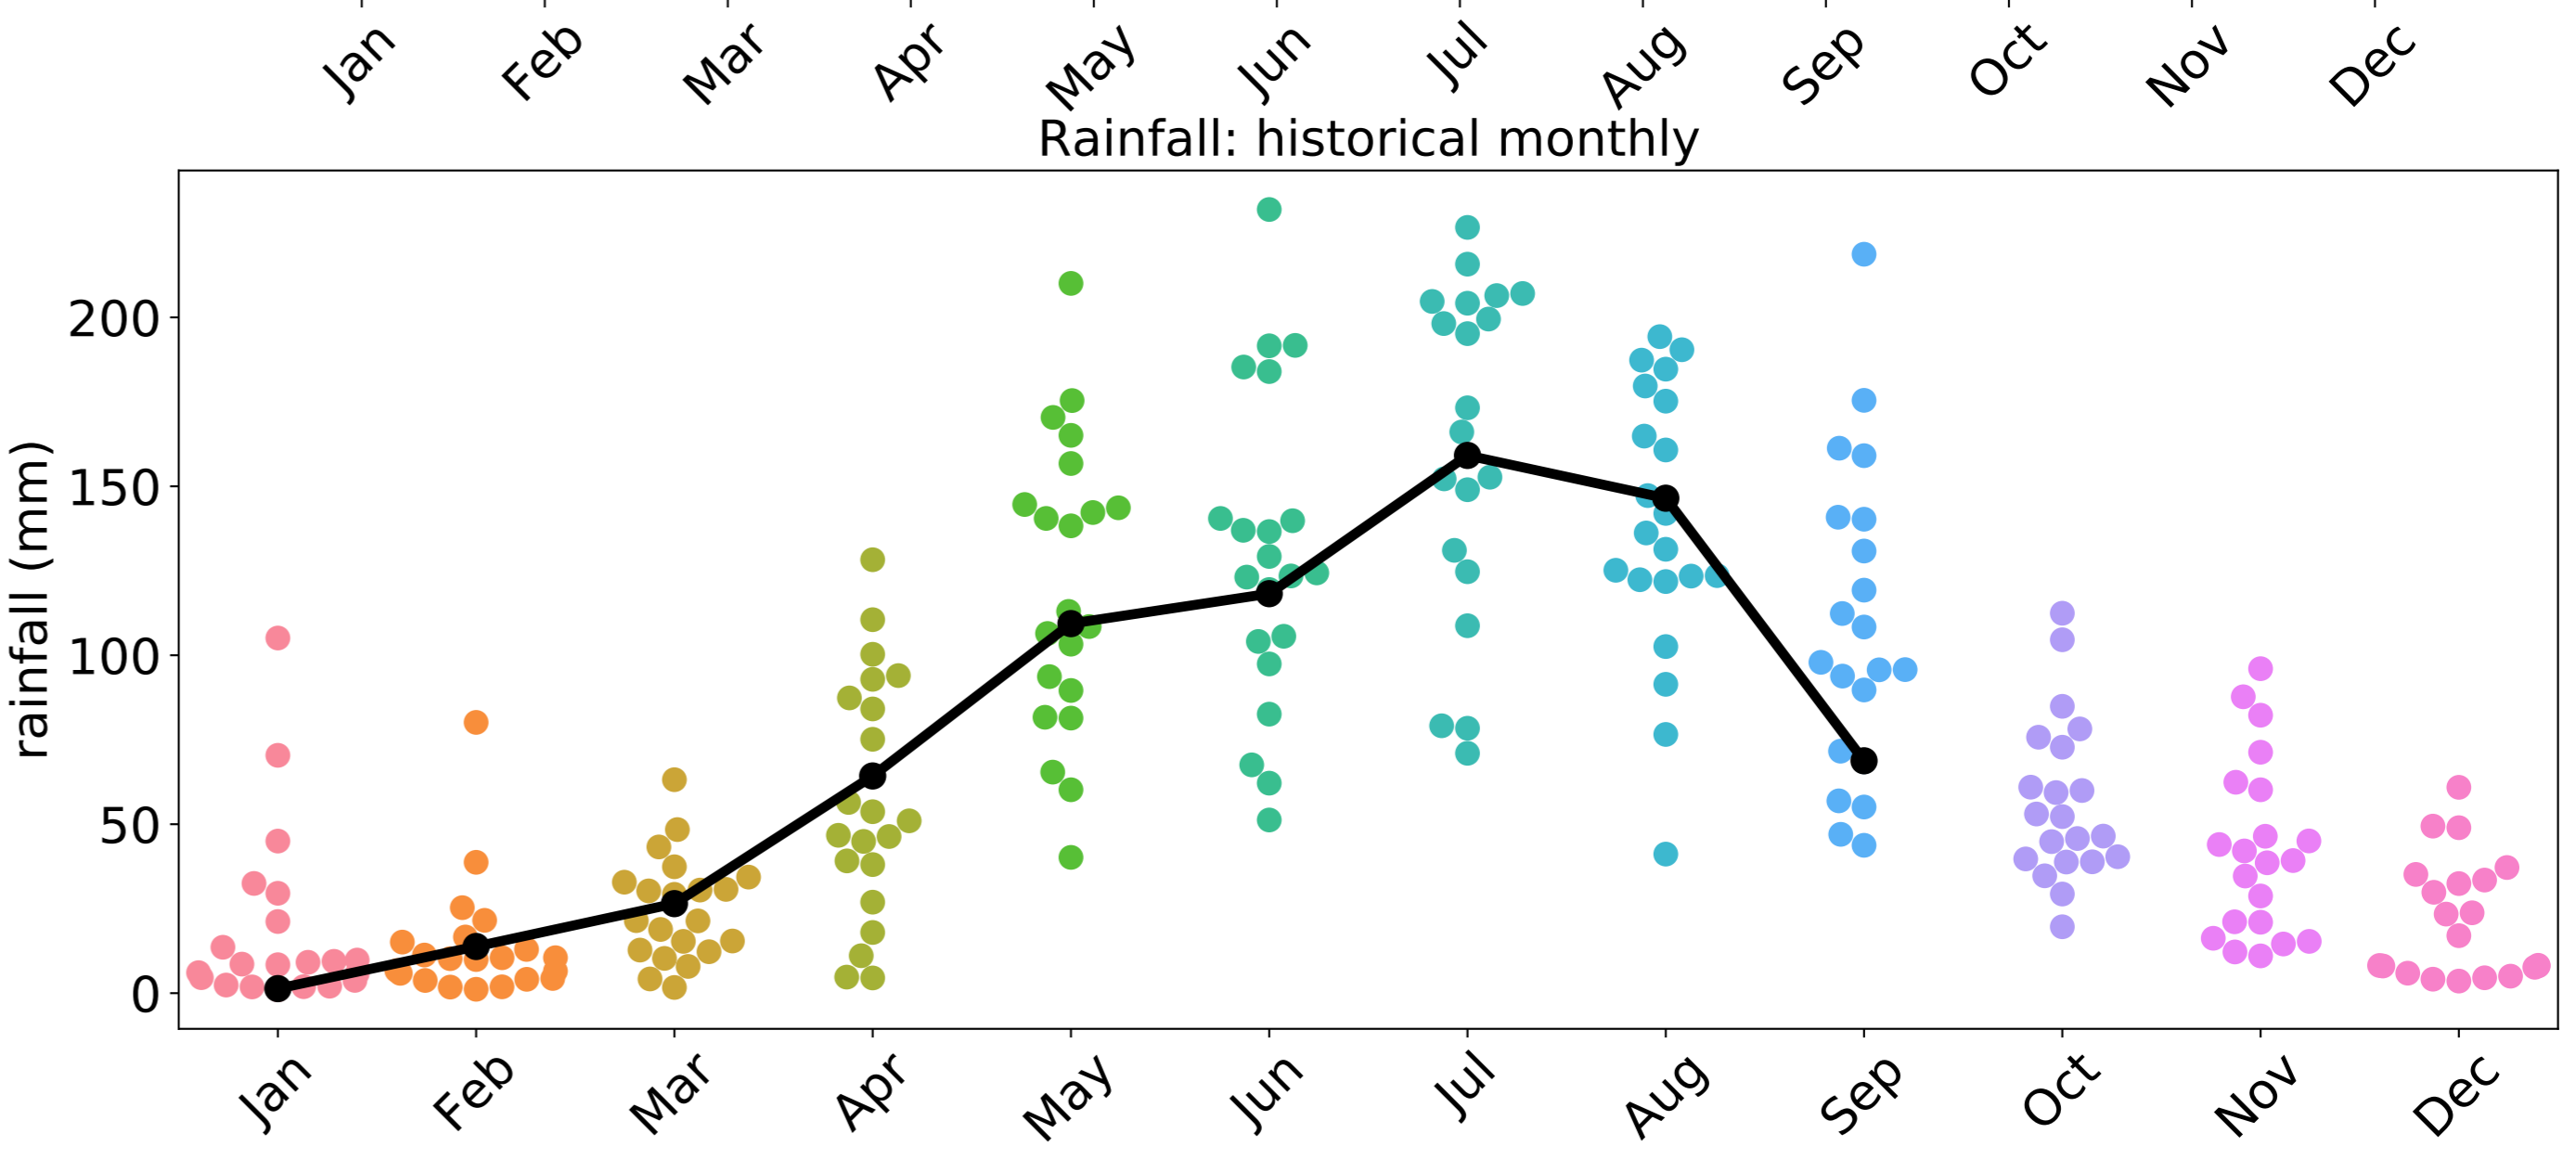 Jan Feb Mar Apr May Jun Jul Aug Sep Oct Nov Dec
Rainfall: historical monthly
rainfall (mm)
200
150
100
50
0
Jan Feb Mar Apr May Jun Jul Aug Sep Oct Nov Dec